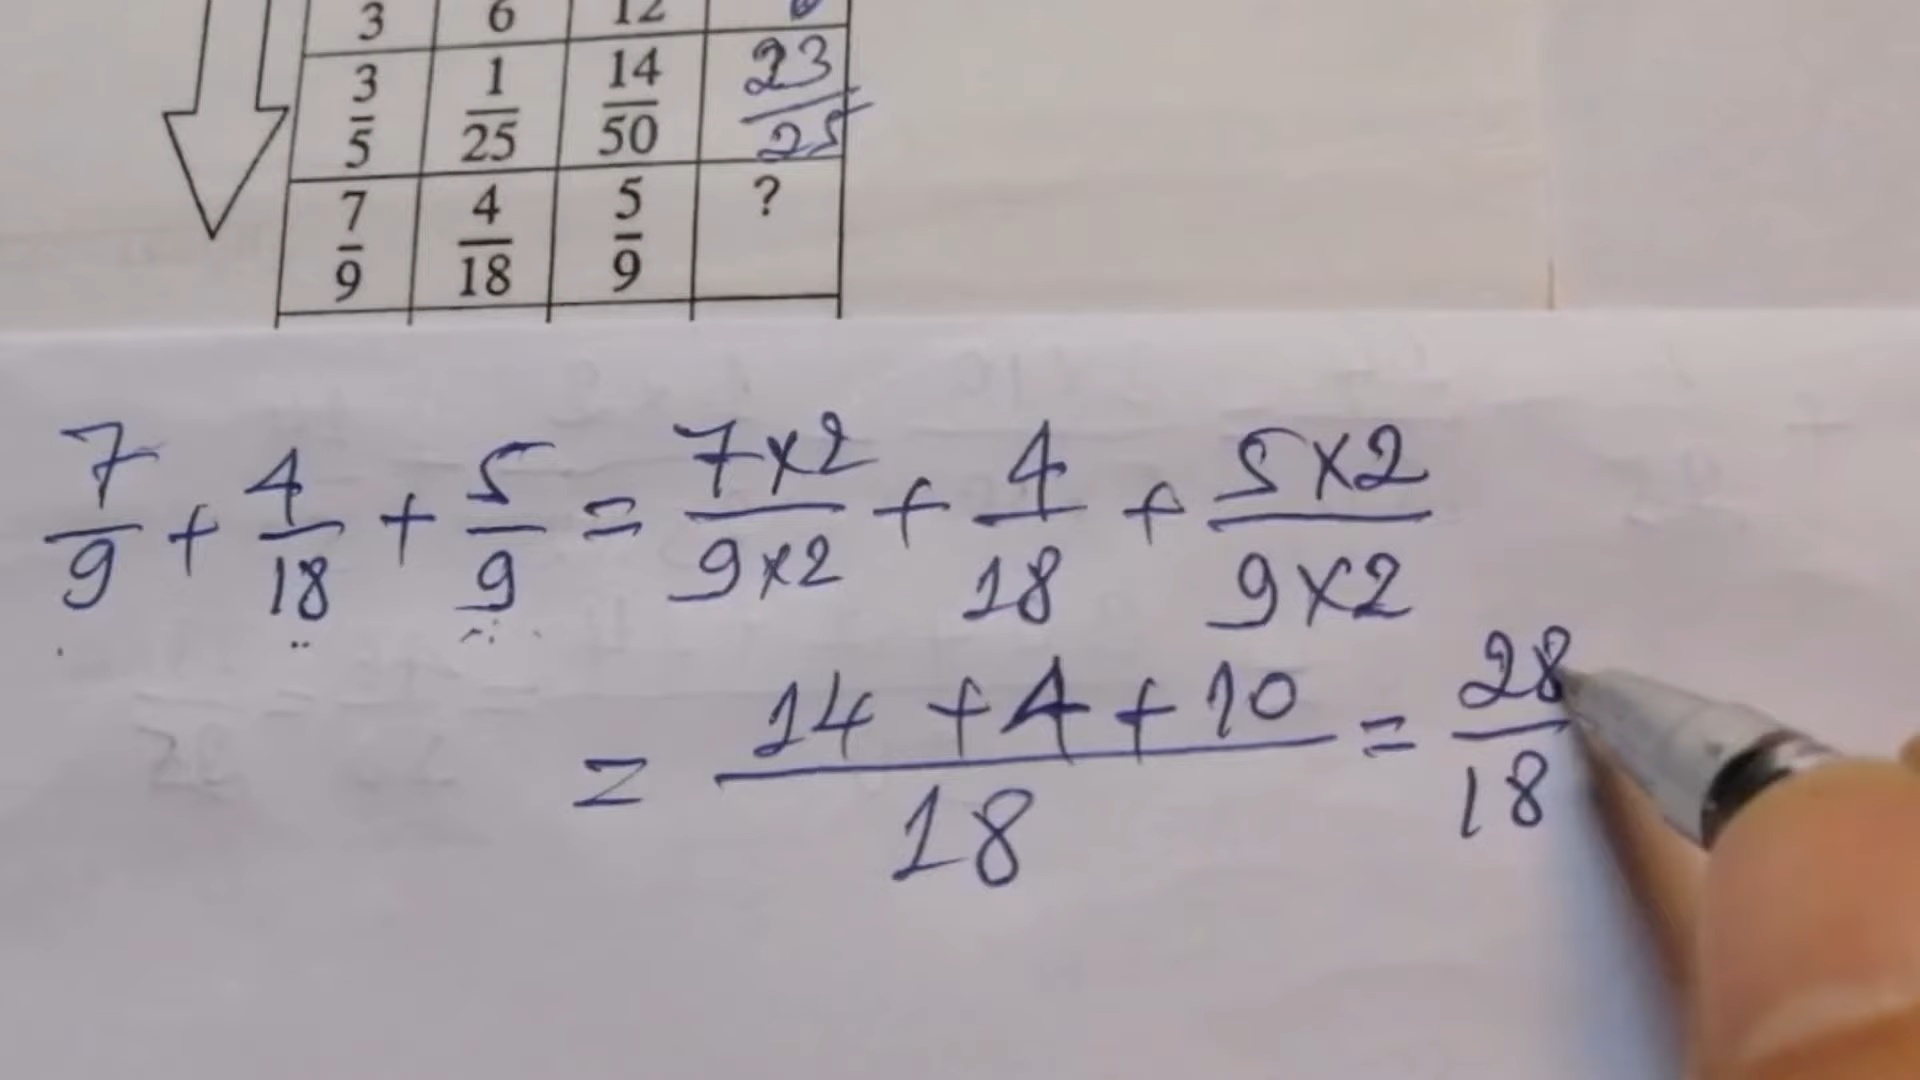 3 6 12
3/5 1/25 14/50 23/25
7/9 4/18 5/9 ?
7/9 + 4/18 + 5/9 = 7×2/9×2 + 4/18 + 5×2/9×2
= 14 + 4 + 10/18 = 28/18